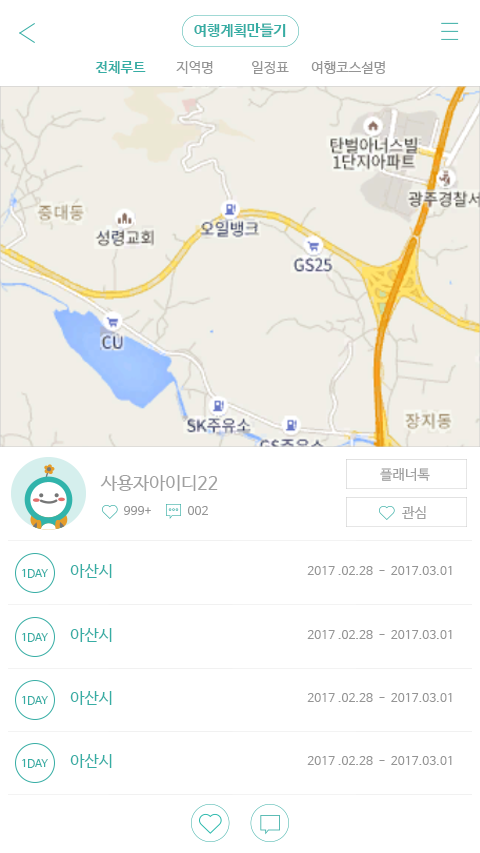 여행계획만들기
전체루트 지역명 일정표 여행코스설명
탄벌아너스빌
1단지아파트
광주경찰서
중대동
성령교회
오일뱅크
GS25
CU
SK주유소
장지동
GS주유소
사용자아이디22
플래너톡
999+ 002
관심
1DAY 아산시 2017 .02.28 - 2017.03.01
1DAY 아산시 2017 .02.28 - 2017.03.01
1DAY 아산시 2017 .02.28 - 2017.03.01
1DAY 아산시 2017 .02.28 - 2017.03.01